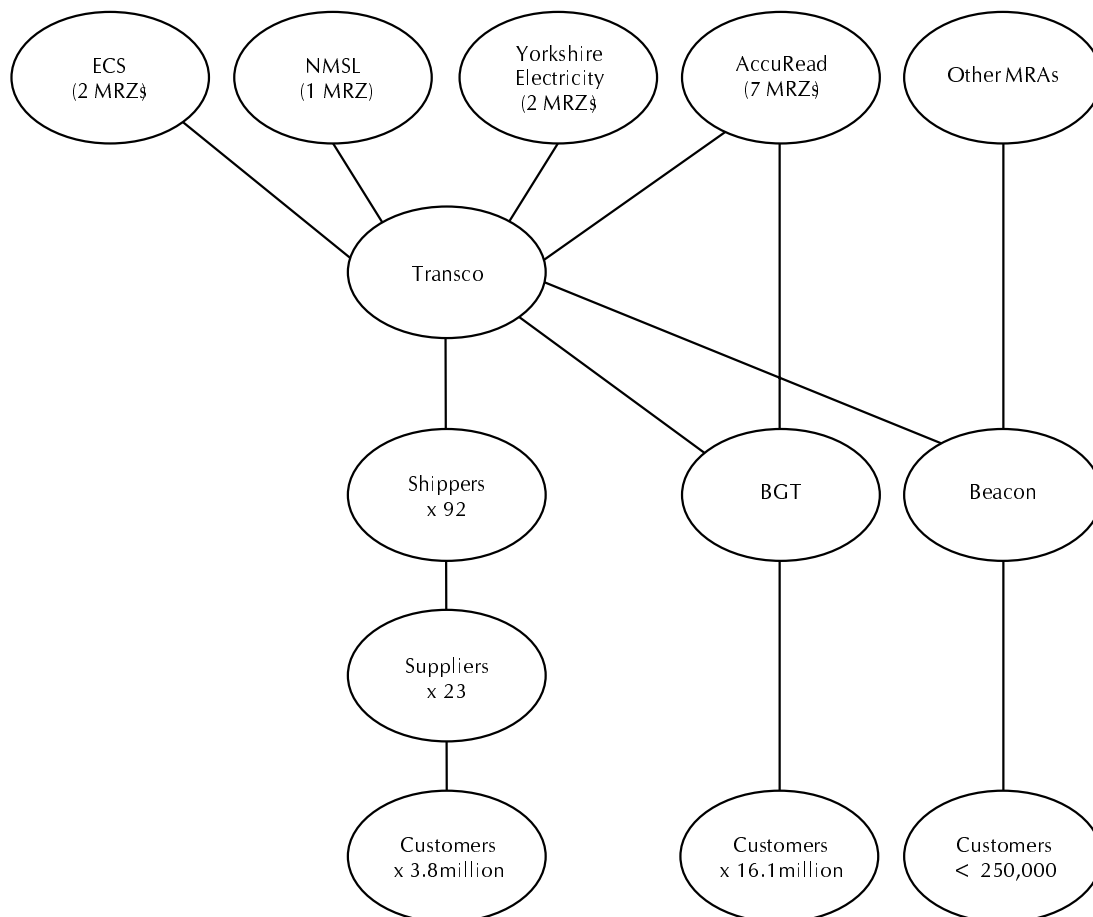 ECS
(2 MRZs)
NMSL
(1 MRZ)
Yorkshire
Electricity
(2 MRZs)
AccuRead
(7 MRZs)
Other MRAs
Transco
Shippers
x 92
BGT
Beacon
Suppliers
x 23
Customers
x 3.8million
Customers
x 16.1million
Customers
< 250,000